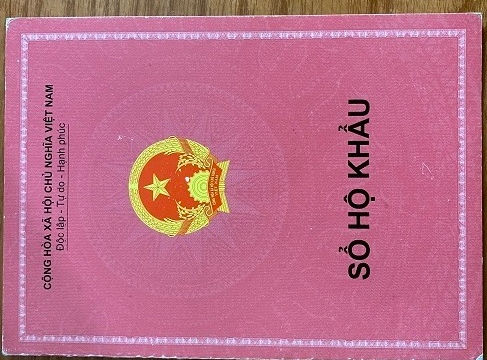 CỘNG HÒA XÃ HỘI CHỦ NGHĨA VIỆT NAM
Độc lập - Tự do - Hạnh phúc
SỔ HỘ KHẨU